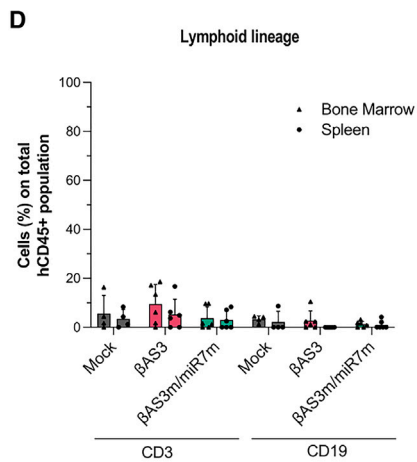 D
Lymphoid lineage
Cells (%) on total
hCD45+ population
100
80
60
40
20
0
Bone Marrow
Spleen
Mock
βAS3
βAS3m/miR7m
Mock
βAS3
βAS3m/miR7m
CD3
CD19